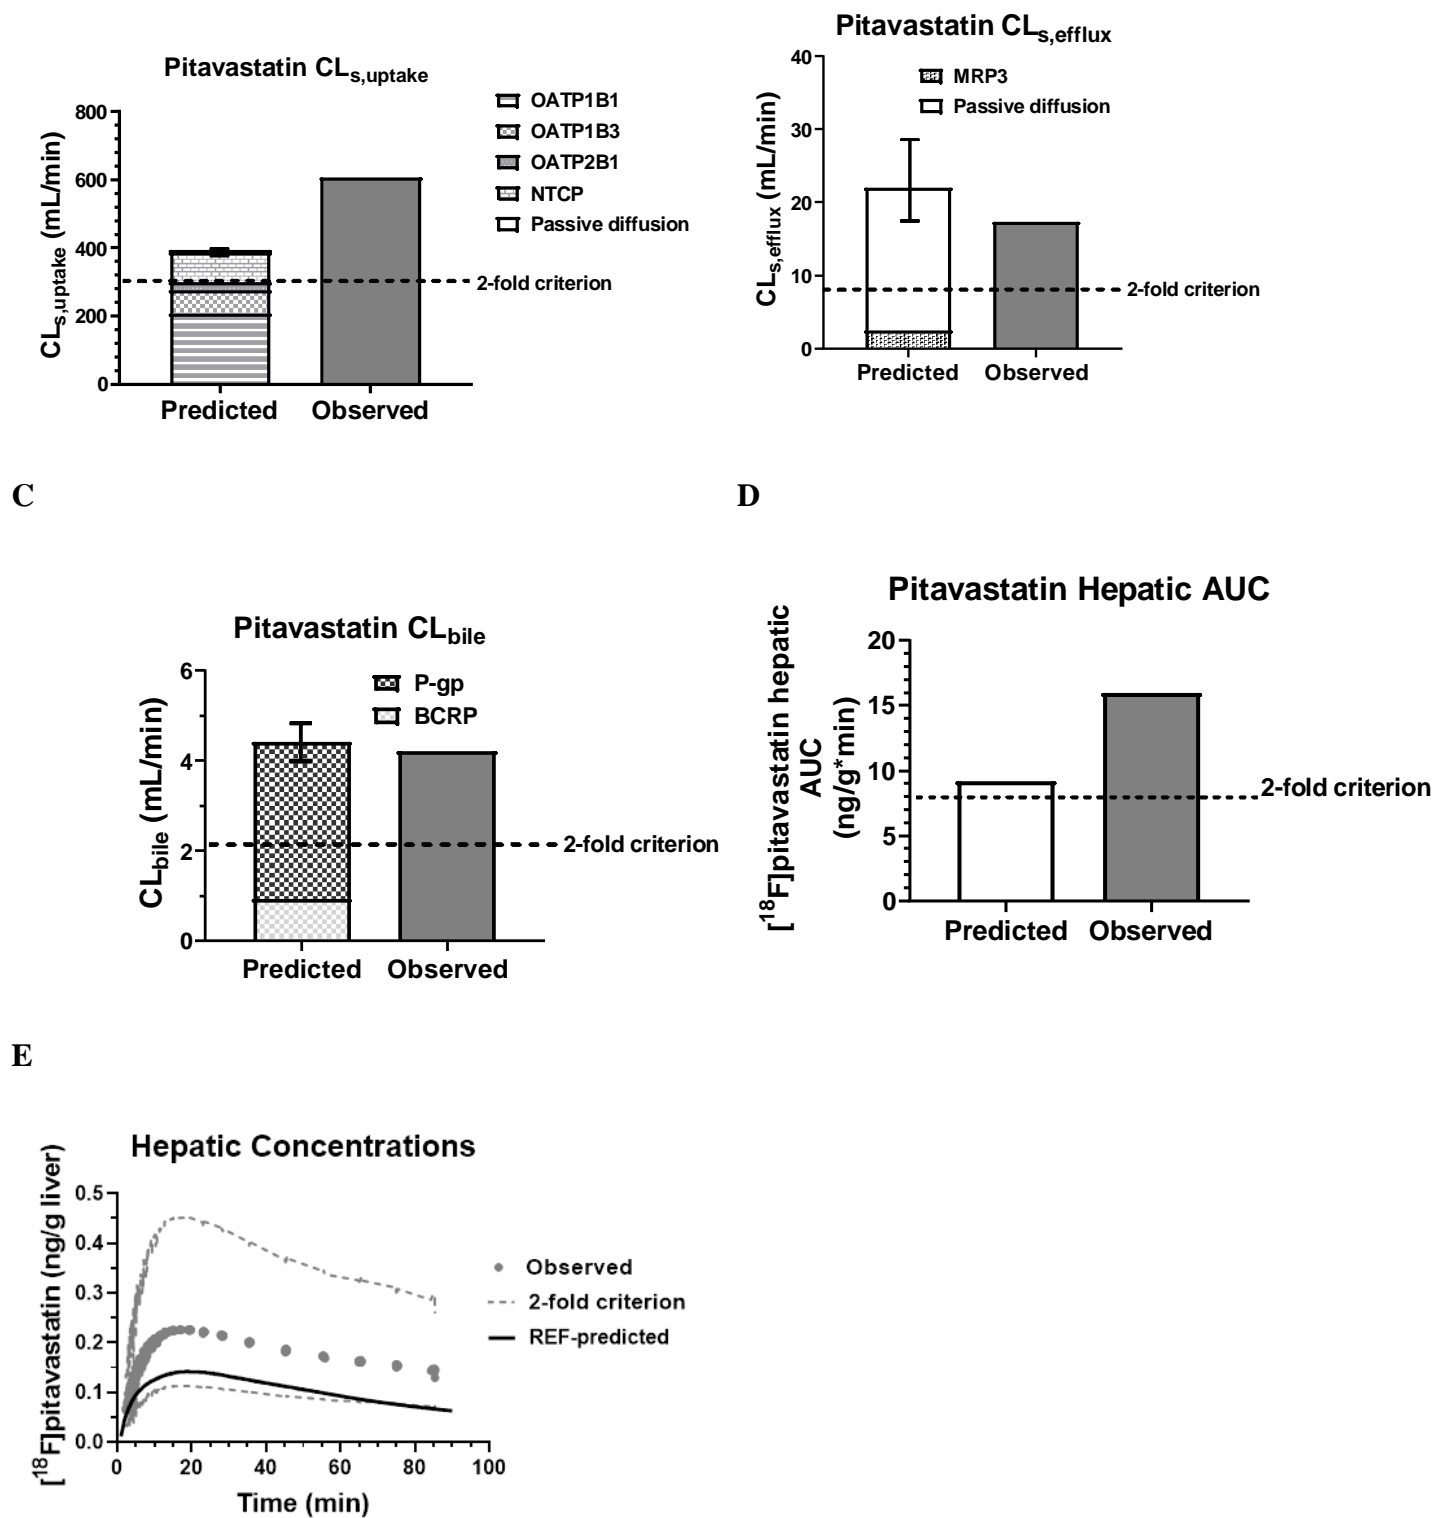 Pitavastatin CLs,uptake
CLs,uptake (mL/min)
800
600
400
200
0
OATP1B1
OATP1B3
OATP2B1
NTCP
Passive diffusion
2-fold criterion
Predicted Observed
Pitavastatin CLs,efflux
CLs,efflux (mL/min)
40
30
20
10
0
MRP3
Passive diffusion
2-fold criterion
Predicted Observed
C
D
Pitavastatin CLbile
CLbile (mL/min)
6
4
2
0
P-gp
BCRP
2-fold criterion
Predicted Observed
Pitavastatin Hepatic AUC
[18F]pitavastatin hepatic
AUC
(ng/g*min)
20
15
10
5
0
2-fold criterion
Predicted Observed
E
Hepatic Concentrations
[18F]pitavastatin (ng/g liver)
0.5
0.4
0.3
0.2
0.1
0.0
0 20 40 60 80 100
Time (min)
Observed
2-fold criterion
REF-predicted